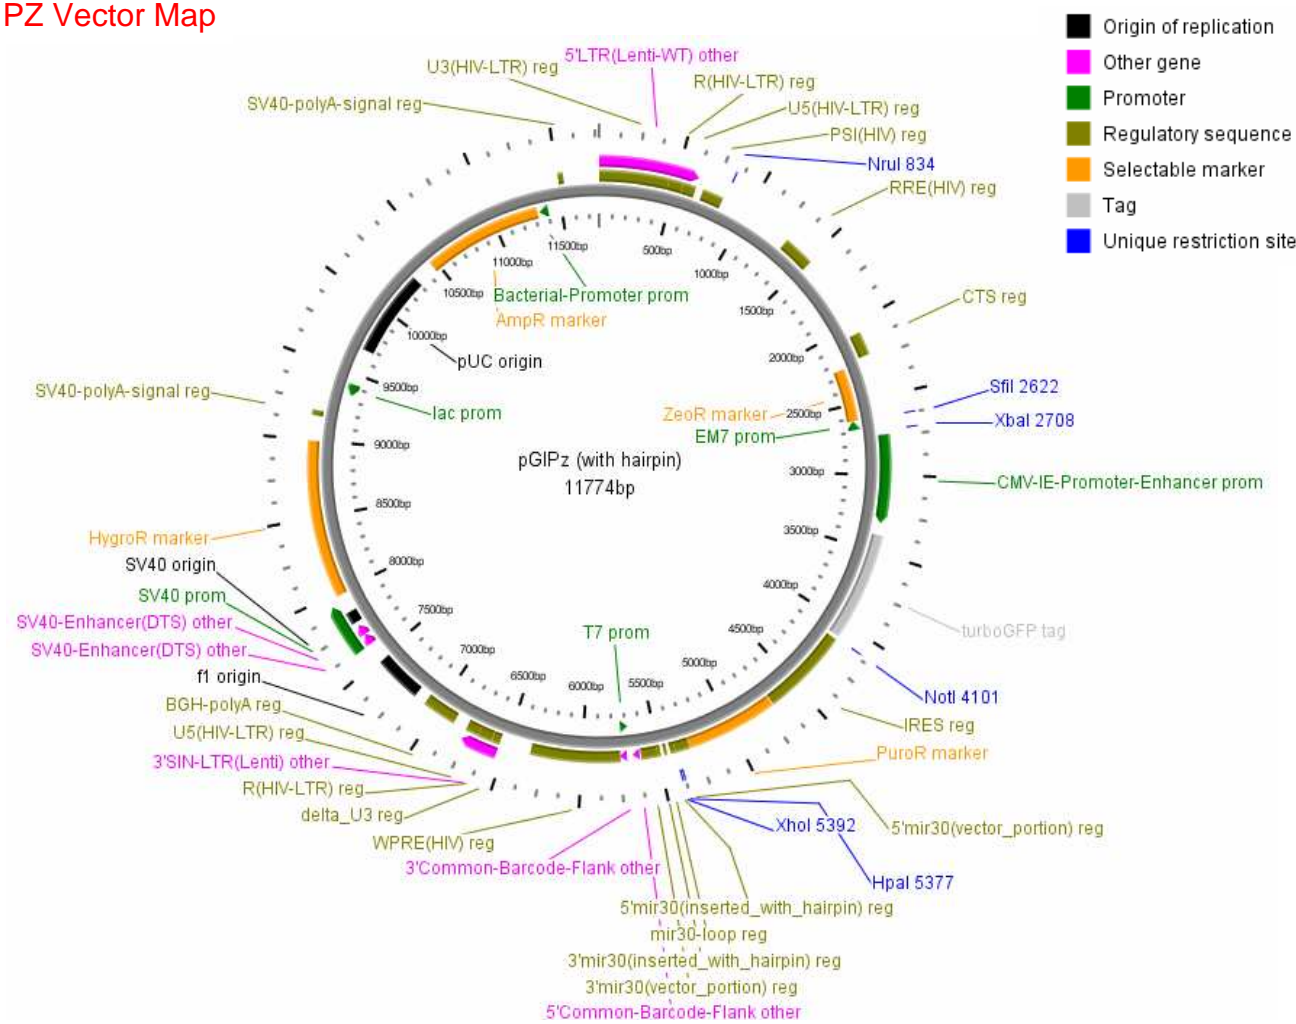 PZ Vector Map
Origin of replication
Other gene
Promoter
Regulatory sequence
Selectable marker
Tag
Unique restriction site
5'LTR(Lenti-WT) other
U3(HIV-LTR) reg
R(HIV-LTR) reg
SV40-polyA-signal reg
U5(HIV-LTR) reg
PSI(HIV) reg
NruI 834
RRE(HIV) reg
CTS reg
SfiI 2622
XbaI 2708
CMV-IE-Promoter-Enhancer prom
turboGFP tag
NotI 4101
IRES reg
PuroR marker
5'mir30(vector_portion) reg
XhoI 5392
HpaI 5377
5'mir30(inserted_with_hairpin) reg
mir30-loop reg
3'mir30(inserted_with_hairpin) reg
3'mir30(vector_portion) reg
5'Common-Barcode-Flank other
3'Common-Barcode-Flank other
WPRE(HIV) reg
delta_U3 reg
R(HIV-LTR) reg
3'SIN-LTR(Lenti) other
U5(HIV-LTR) reg
BGH-polyA reg
f1 origin
SV40-Enhancer(DTS) other
SV40-Enhancer(DTS) other
SV40 prom
SV40 origin
HygroR marker
SV40-polyA-signal reg
500bp
1000bp
1500bp
2000bp
2500bp
3000bp
3500bp
4000bp
4500bp
5000bp
5500bp
6000bp
6500bp
7000bp
7500bp
8000bp
8500bp
9000bp
9500bp
10000bp
10500bp
11000bp
11500bp
Bacterial-Promoter prom
AmpR marker
pUC origin
lac prom
ZeoR marker
EM7 prom
pGIPz (with hairpin)
11774bp
T7 prom